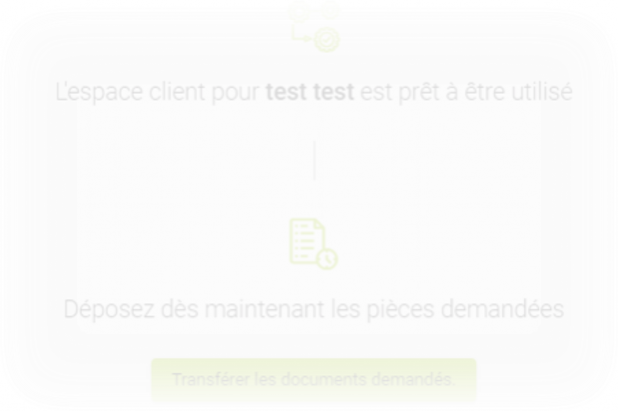 L'espace client pour test test est prêt à être utilisé
Déposez dès maintenant les pièces demandées
Transférer les documents demandés.